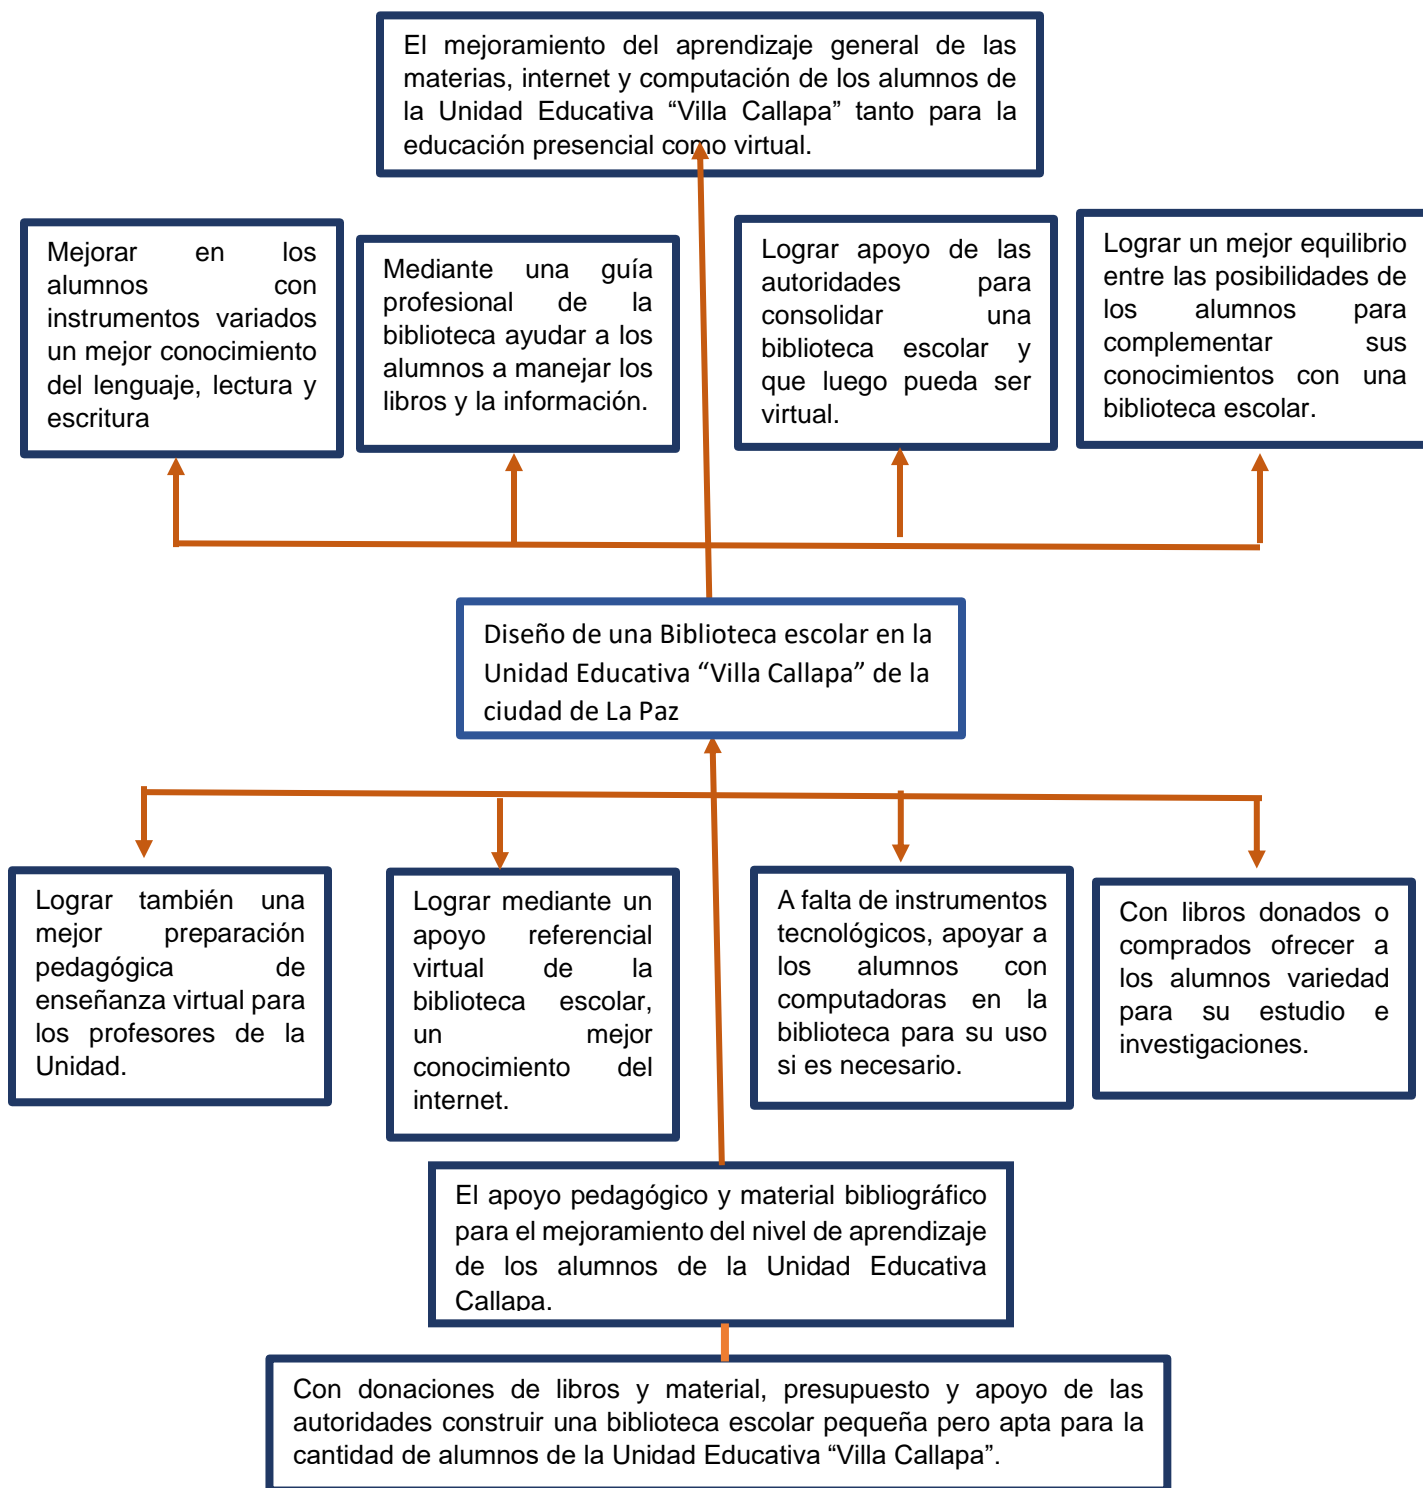 El mejoramiento del aprendizaje general de las
materias, internet y computación de los alumnos de
la Unidad Educativa “Villa Callapa” tanto para la
educación presencial como virtual.
Mejorar en los
alumnos con
instrumentos variados
un mejor conocimiento
del lenguaje, lectura y
escritura
Mediante una guía
profesional de la
biblioteca ayudar a los
alumnos a manejar los
libros y la información.
Lograr apoyo de las
autoridades para
consolidar una
biblioteca escolar y
que luego pueda ser
virtual.
Lograr un mejor equilibrio
entre las posibilidades de
los alumnos para
complementar sus
conocimientos con una
biblioteca escolar.
Diseño de una Biblioteca escolar en la
Unidad Educativa “Villa Callapa” de la
ciudad de La Paz
Lograr también una
mejor preparación
pedagógica de
enseñanza virtual para
los profesores de la
Unidad.
Lograr mediante un
apoyo referencial
virtual de la
biblioteca escolar,
un mejor
conocimiento del
internet.
A falta de instrumentos
tecnológicos, apoyar a
los alumnos con
computadoras en la
biblioteca para su uso
si es necesario.
Con libros donados o
comprados ofrecer a
los alumnos variedad
para su estudio e
investigaciones.
El apoyo pedagógico y material bibliográfico
para el mejoramiento del nivel de aprendizaje
de los alumnos de la Unidad Educativa
Callapa.
Con donaciones de libros y material, presupuesto y apoyo de las
autoridades construir una biblioteca escolar pequeña pero apta para la
cantidad de alumnos de la Unidad Educativa “Villa Callapa”.